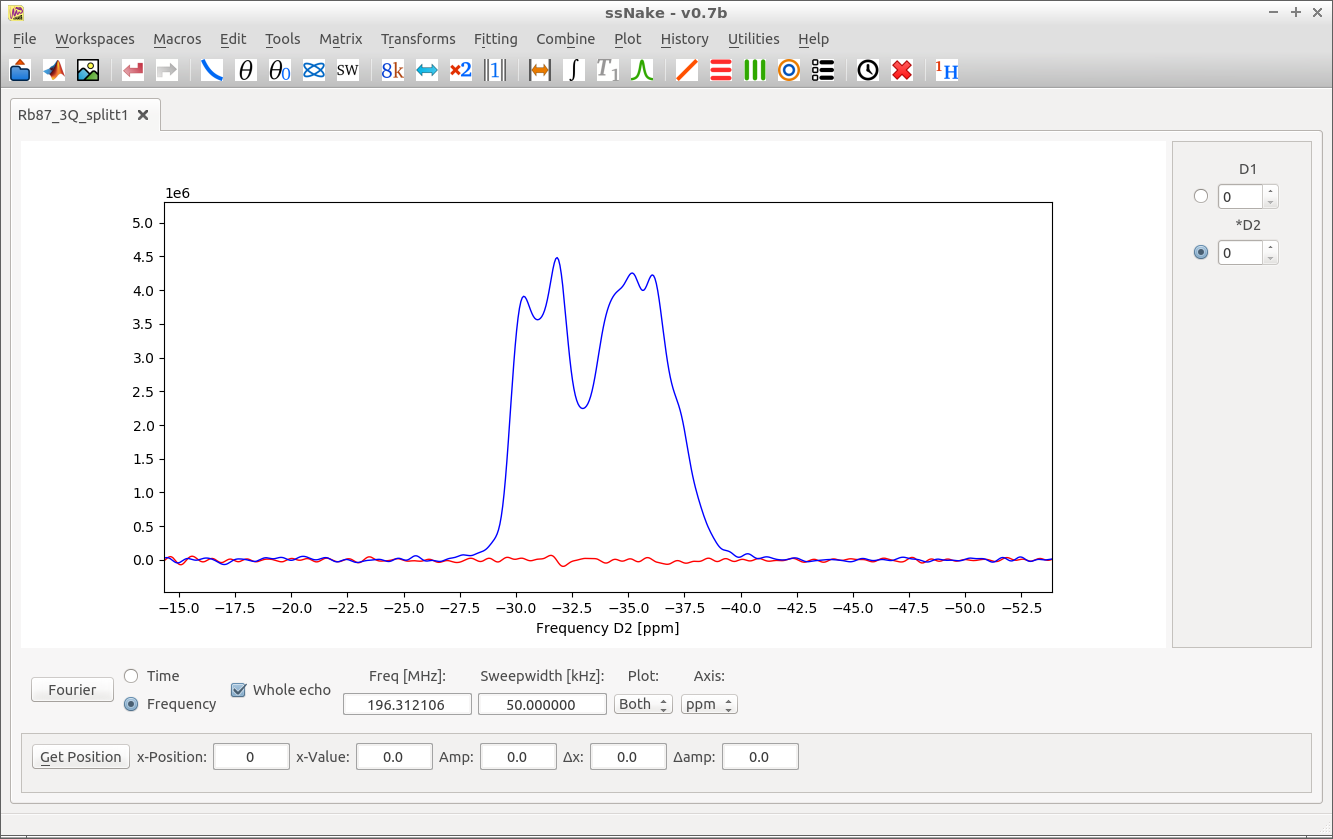 ssNake - v0.7b
File Workspaces Macros Edit Tools Matrix Transforms Fitting Combine Plot History Utilities Help
θ θ0 SW 8k ×2 ||1|| ∫ T1 1H
Rb87_3Q_splitt1
1e6
5.0
4.5
4.0
3.5
3.0
2.5
2.0
1.5
1.0
0.5
0.0
−15.0 −17.5 −20.0 −22.5 −25.0 −27.5 −30.0 −32.5 −35.0 −37.5 −40.0 −42.5 −45.0 −47.5 −50.0 −52.5
Frequency D2 [ppm]
D1
0
*D2
0
Fourier
Time
Frequency
Whole echo
Freq [MHz]: Sweepwidth [kHz]: Plot: Axis:
196.312106 50.000000 Both ppm
Get Position x-Position: 0 x-Value: 0.0 Amp: 0.0 Δx: 0.0 Δamp: 0.0